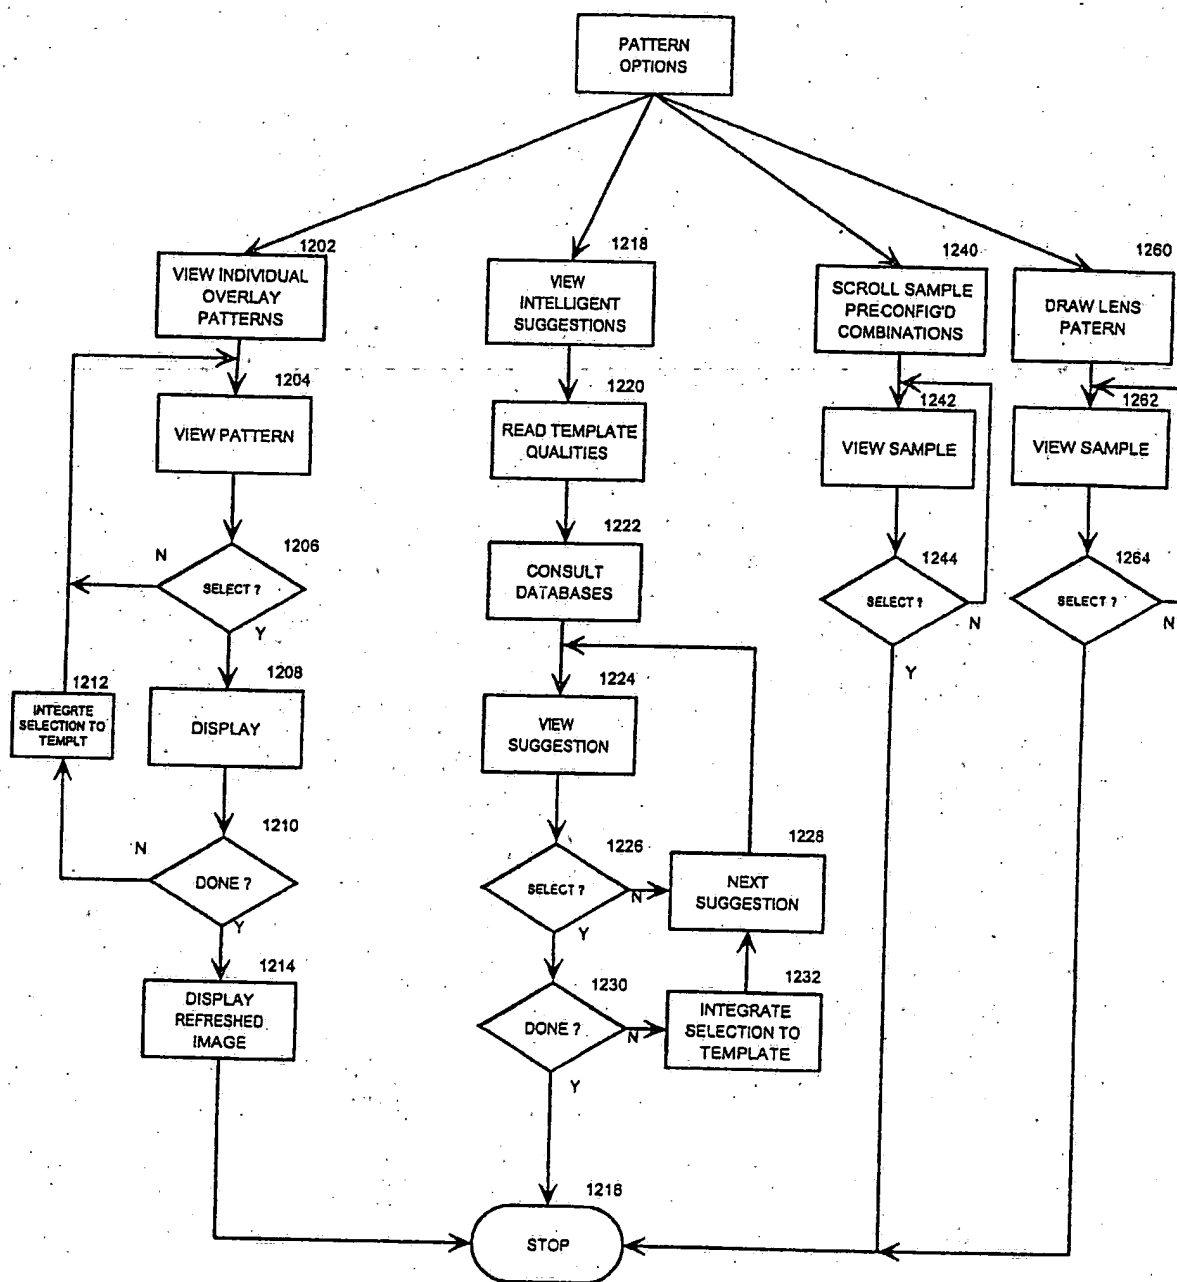 PATTERN
OPTIONS
1202
VIEW INDIVIDUAL
OVERLAY
PATTERNS
1204
VIEW PATTERN
1206
N
SELECT ?
Y
1208
DISPLAY
1212
INTEGRTE
SELECTION TO
TEMPLT
1210
N
DONE ?
Y
1214
DISPLAY
REFRESHED
IMAGE
1218
VIEW
INTELLIGENT
SUGGESTIONS
1220
READ TEMPLATE
QUALITIES
1222
CONSULT
DATABASES
1224
VIEW
SUGGESTION
1226
SELECT ?
N
Y
1228
NEXT
SUGGESTION
1230
DONE ?
N
Y
1232
INTEGRATE
SELECTION TO
TEMPLATE
1240
SCROLL SAMPLE
PRECONFIG'D
COMBINATIONS
1242
VIEW SAMPLE
1244
SELECT ?
N
Y
1260
DRAW LENS
PATERN
1262
VIEW SAMPLE
1264
SELECT ?
N
1216
STOP